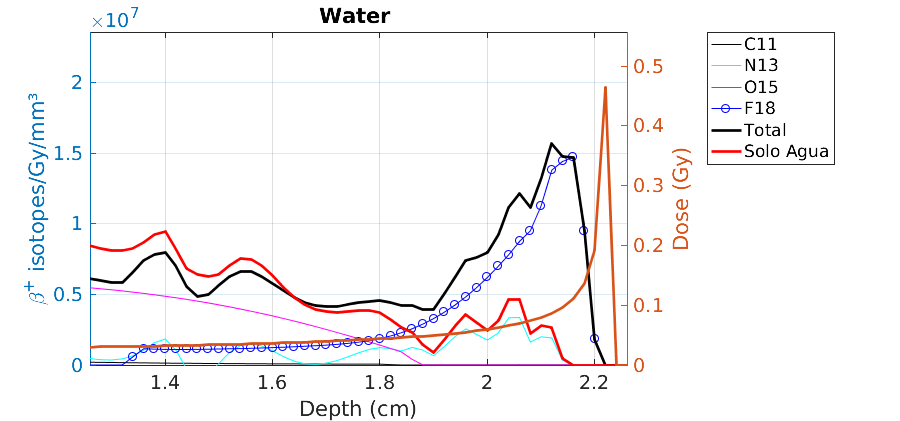 Water
×10⁷
β⁺ isotopes/Gy/mm³
2
1.5
1
0.5
0
0.5
0.4
0.3
0.2
0.1
0
Dose (Gy)
1.4
1.6
1.8
2
2.2
Depth (cm)
C11
N13
O15
F18
Total
Solo Agua